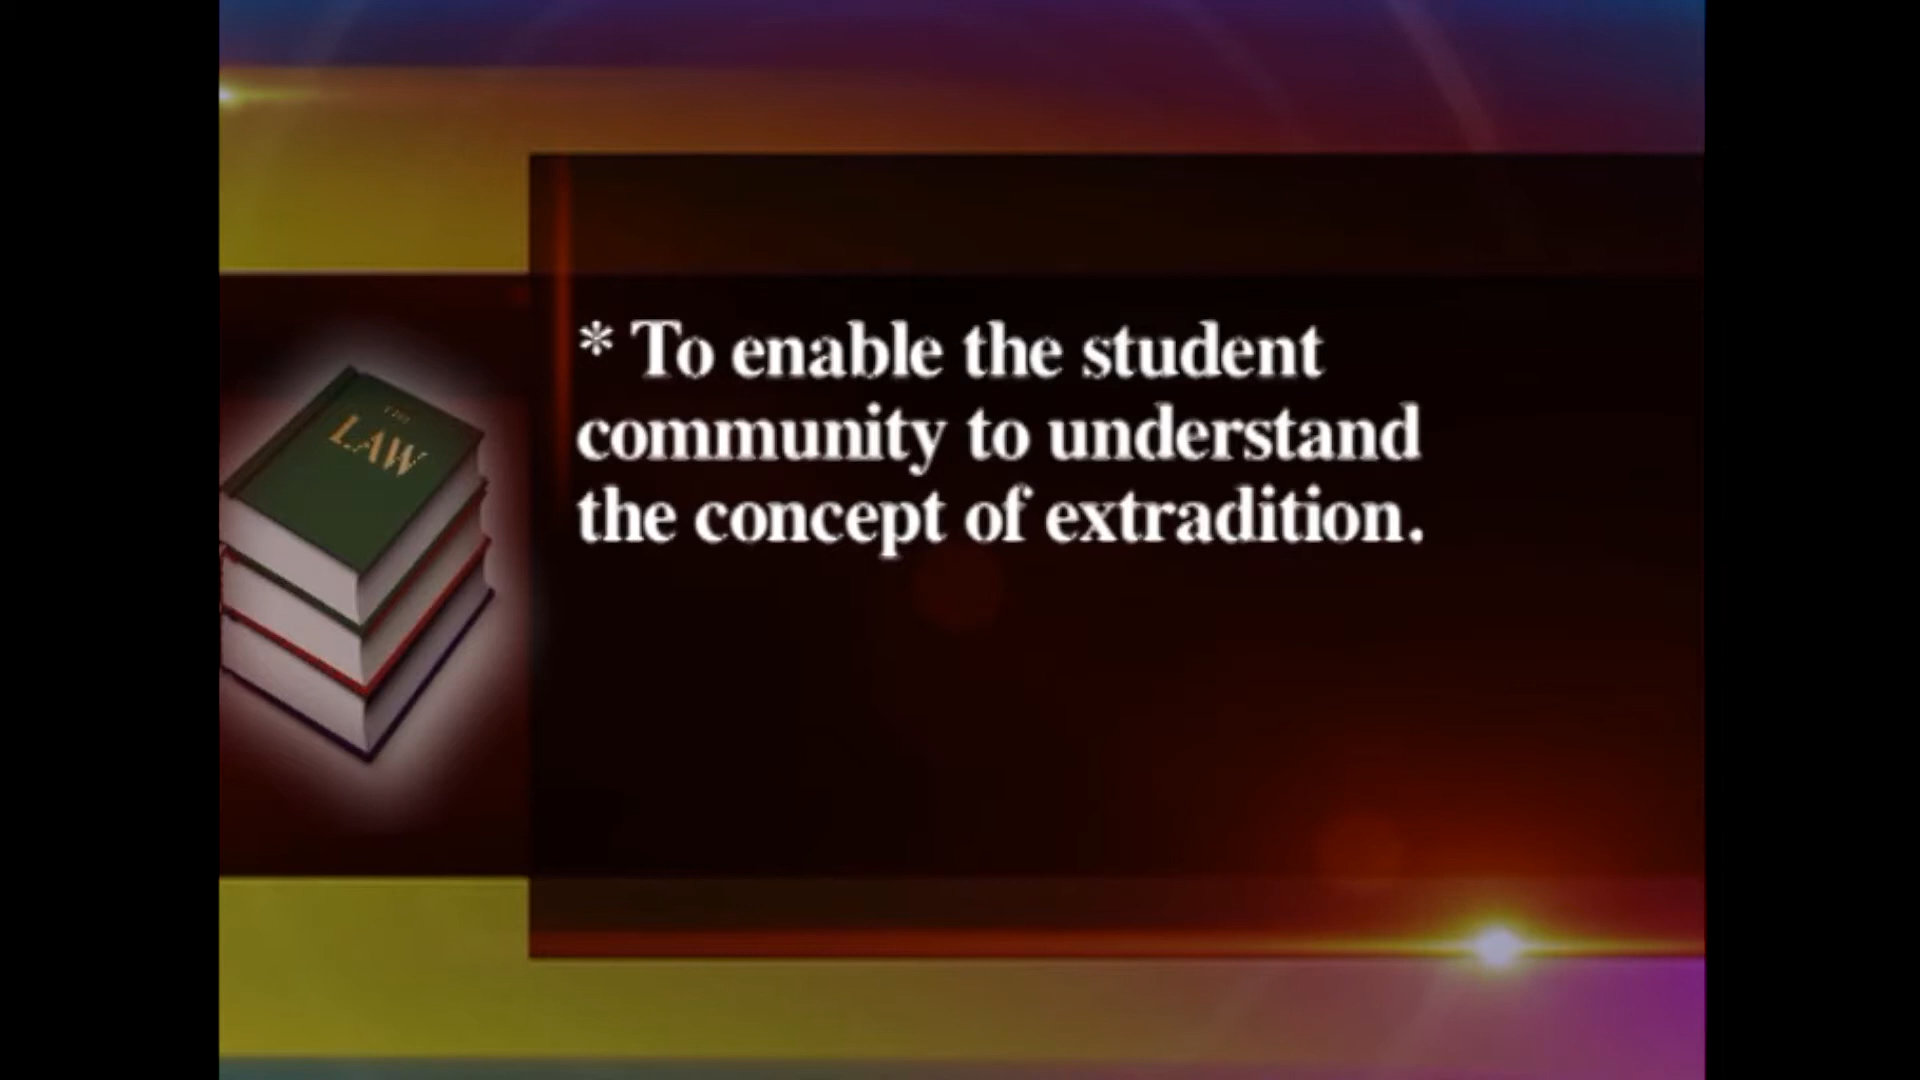 LAW
* To enable the student
community to understand
the concept of extradition.